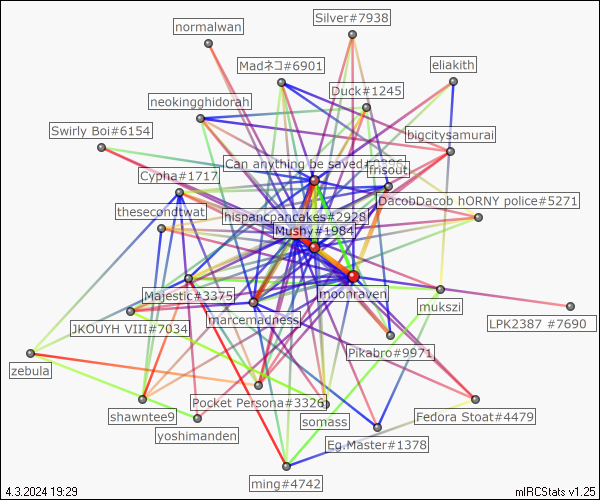 Silver#7938
normalwan
Madネコ#6901
eliakith
Duck#1245
neokingghidorah
Swirly Boi#6154
bigcitysamurai
Can anything be saved
frisout
Cypha#1717
DacobDacob hORNY police#5271
thesecondtwat
hispancpancakes#2928
Mushy#1984
Majestic#3375
moonraven
mukszi
marcemadness
JKOUYH VIII#7034
LPK2387 #7690
Pikabro#9971
zebula
Pocket Persona#3326
shawntee9
somass
Fedora Stoat#4479
yoshimanden
Eg.Master#1378
ming#4742
4.3.2024 19:29
mIRCStats v1.25